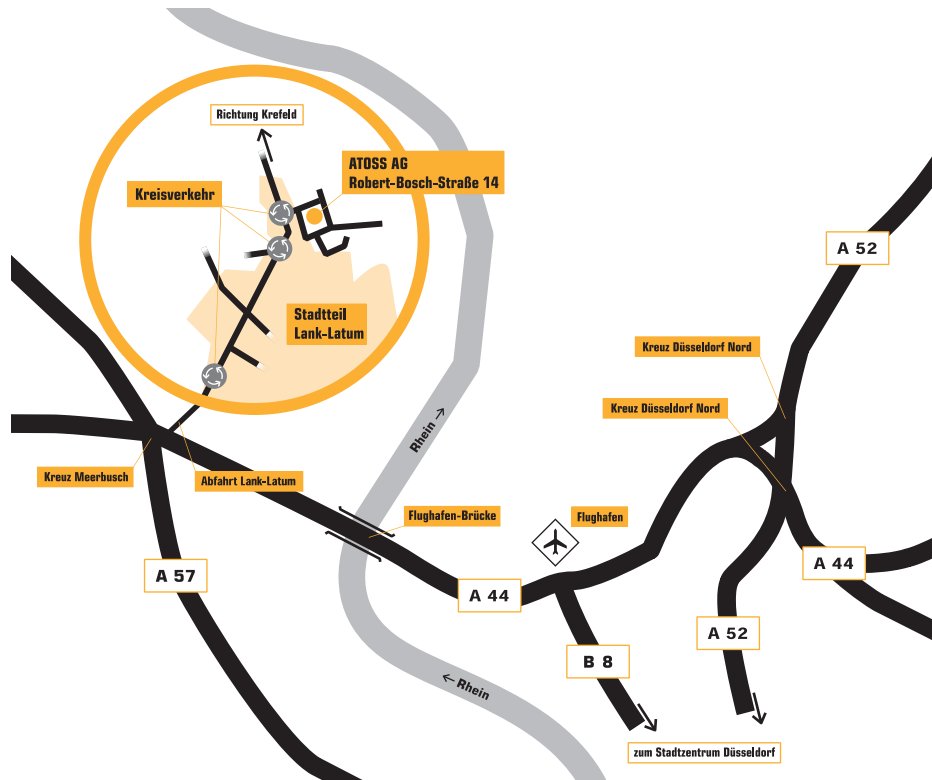 Richtung Krefeld
ATOSS AG
Robert-Bosch-Straße 14
Kreisverkehr
A 52
Stadtteil
Lank-Latum
Kreuz Düsseldorf Nord
Kreuz Düsseldorf Nord
Rhein →
Kreuz Meerbusch
Abfahrt Lank-Latum
Flughafen-Brücke
Flughafen
A 57
A 44
A 44
A 52
B 8
← Rhein
zum Stadtzentrum Düsseldorf